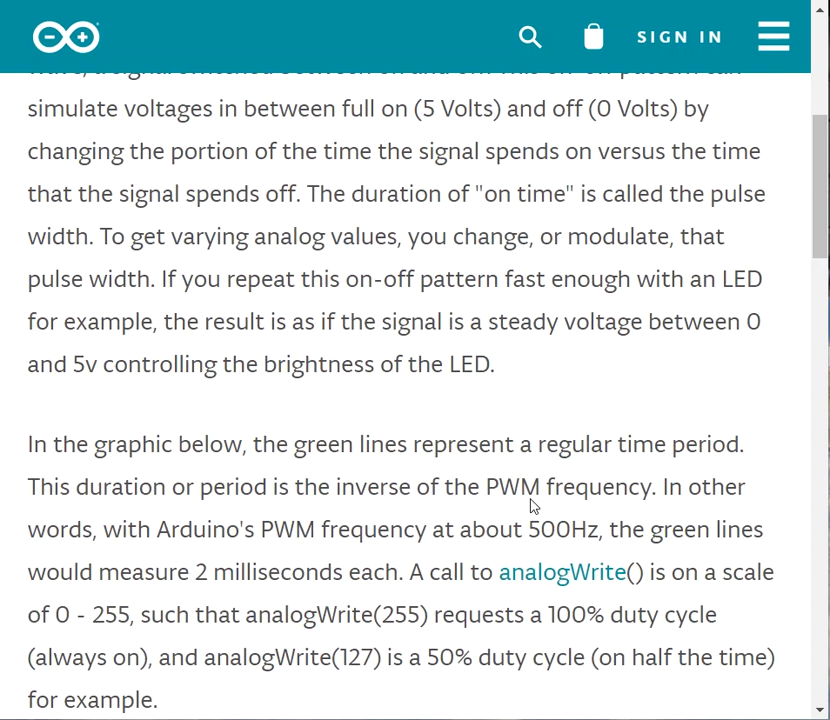 SIGN IN
simulate voltages in between full on (5 Volts) and off (0 Volts) by
changing the portion of the time the signal spends on versus the time
that the signal spends off. The duration of "on time" is called the pulse
width. To get varying analog values, you change, or modulate, that
pulse width. If you repeat this on-off pattern fast enough with an LED
for example, the result is as if the signal is a steady voltage between 0
and 5v controlling the brightness of the LED.
In the graphic below, the green lines represent a regular time period.
This duration or period is the inverse of the PWM frequency. In other
words, with Arduino's PWM frequency at about 500Hz, the green lines
would measure 2 milliseconds each. A call to analogWrite() is on a scale
of 0 - 255, such that analogWrite(255) requests a 100% duty cycle
(always on), and analogWrite(127) is a 50% duty cycle (on half the time)
for example.